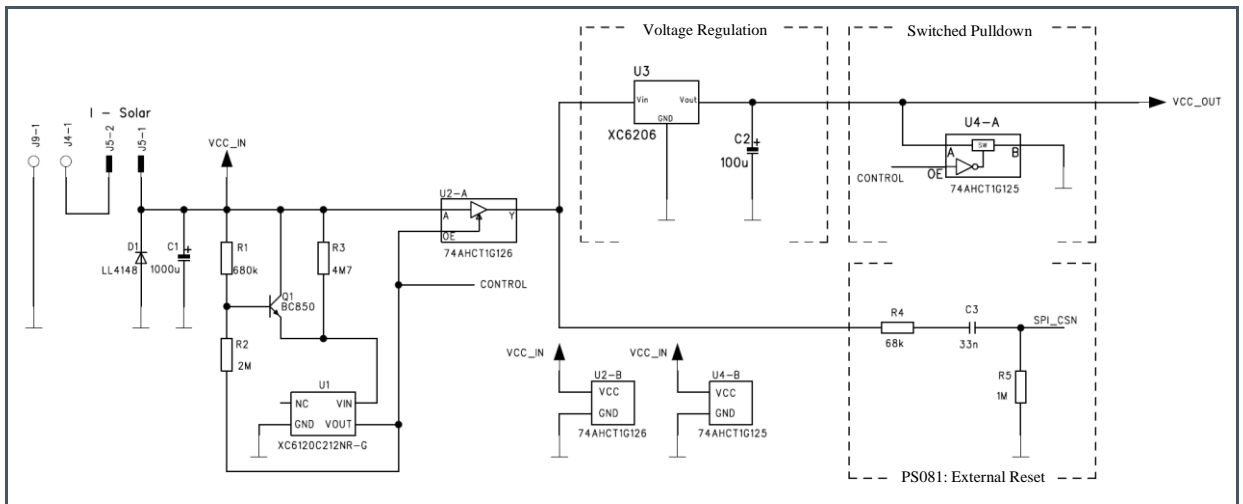 Voltage Regulation
Switched Pulldown
U3
Vin
Vout
GND
XC6206
C2
100u
VCC_OUT
U4-A
A
SW
B
OE
CONTROL
74AHCT1G125
I - Solar
J9-1
J4-1
J5-2
J5-1
VCC_IN
U2-A
A
Y
OE
74AHCT1G126
D1
LL4148
C1
1000u
R1
680k
R3
4M7
Q1
BC850
CONTROL
R2
2M
U1
NC
VIN
GND
VOUT
XC6120C212NR-G
VCC_IN
U2-B
VCC
GND
74AHCT1G126
VCC_IN
U4-B
VCC
GND
74AHCT1G125
R4
68k
C3
33n
SPI_CSN
R5
1M
PS081: External Reset